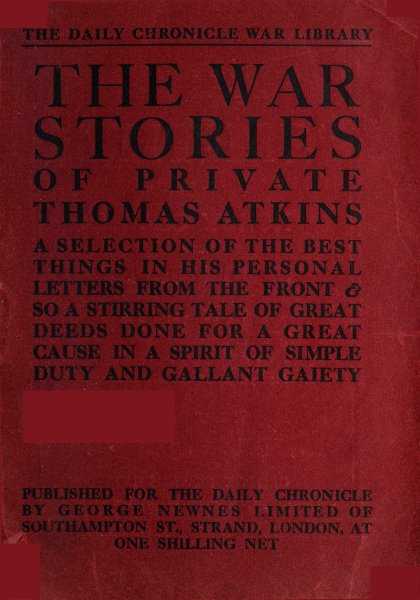 THE DAILY CHRONICLE WAR LIBRARY
THE WAR
STORIES
OF PRIVATE
THOMAS ATKINS
A SELECTION OF THE BEST
THINGS IN HIS PERSONAL
LETTERS FROM THE FRONT &
SO A STIRRING TALE OF GREAT
DEEDS DONE FOR A GREAT
CAUSE IN A SPIRIT OF SIMPLE
DUTY AND GALLANT GAIETY
PUBLISHED FOR THE DAILY CHRONICLE
BY GEORGE NEWNES LIMITED OF
SOUTHAMPTON ST., STRAND, LONDON, AT
ONE SHILLING NET